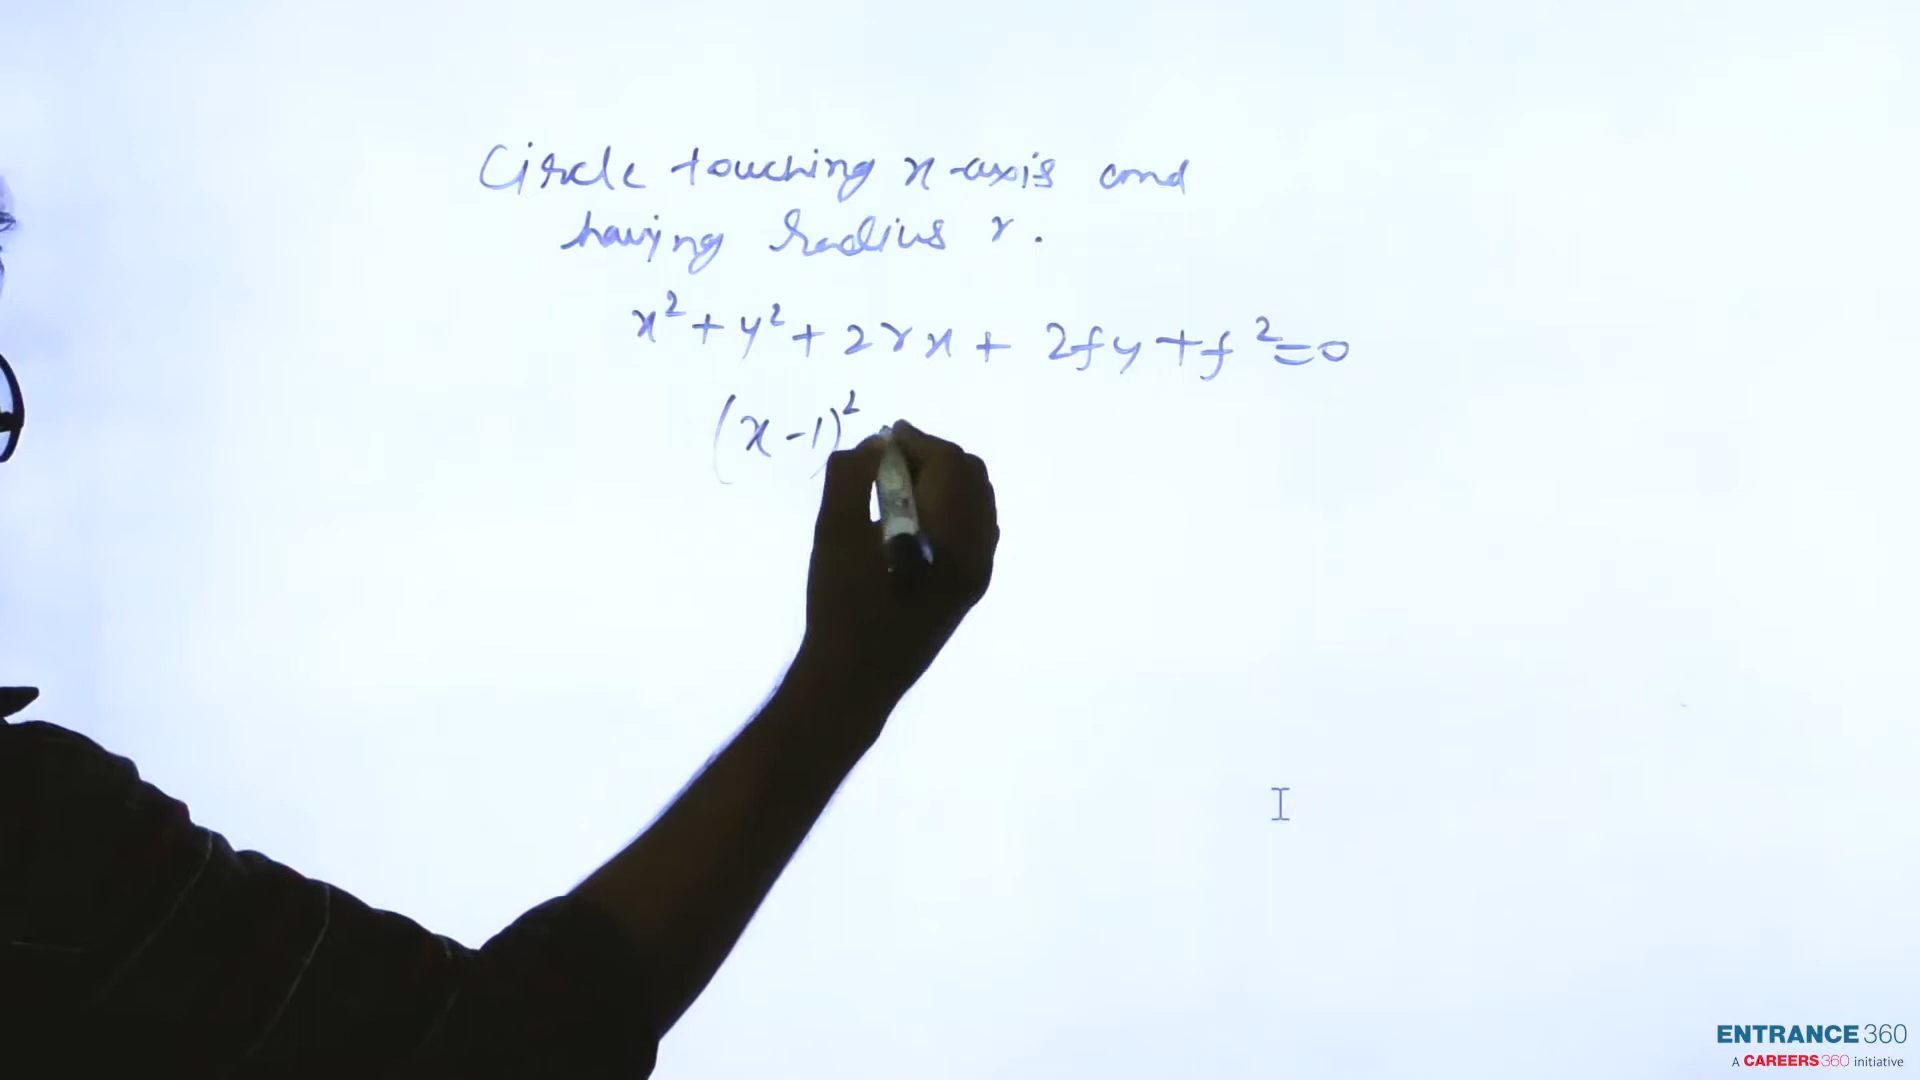 Circle touching x-axis and
having radius r.
x²+y²+2rx+ 2fy+f²=0
(x-1)²
ENTRANCE360
A CAREERS360 initiative